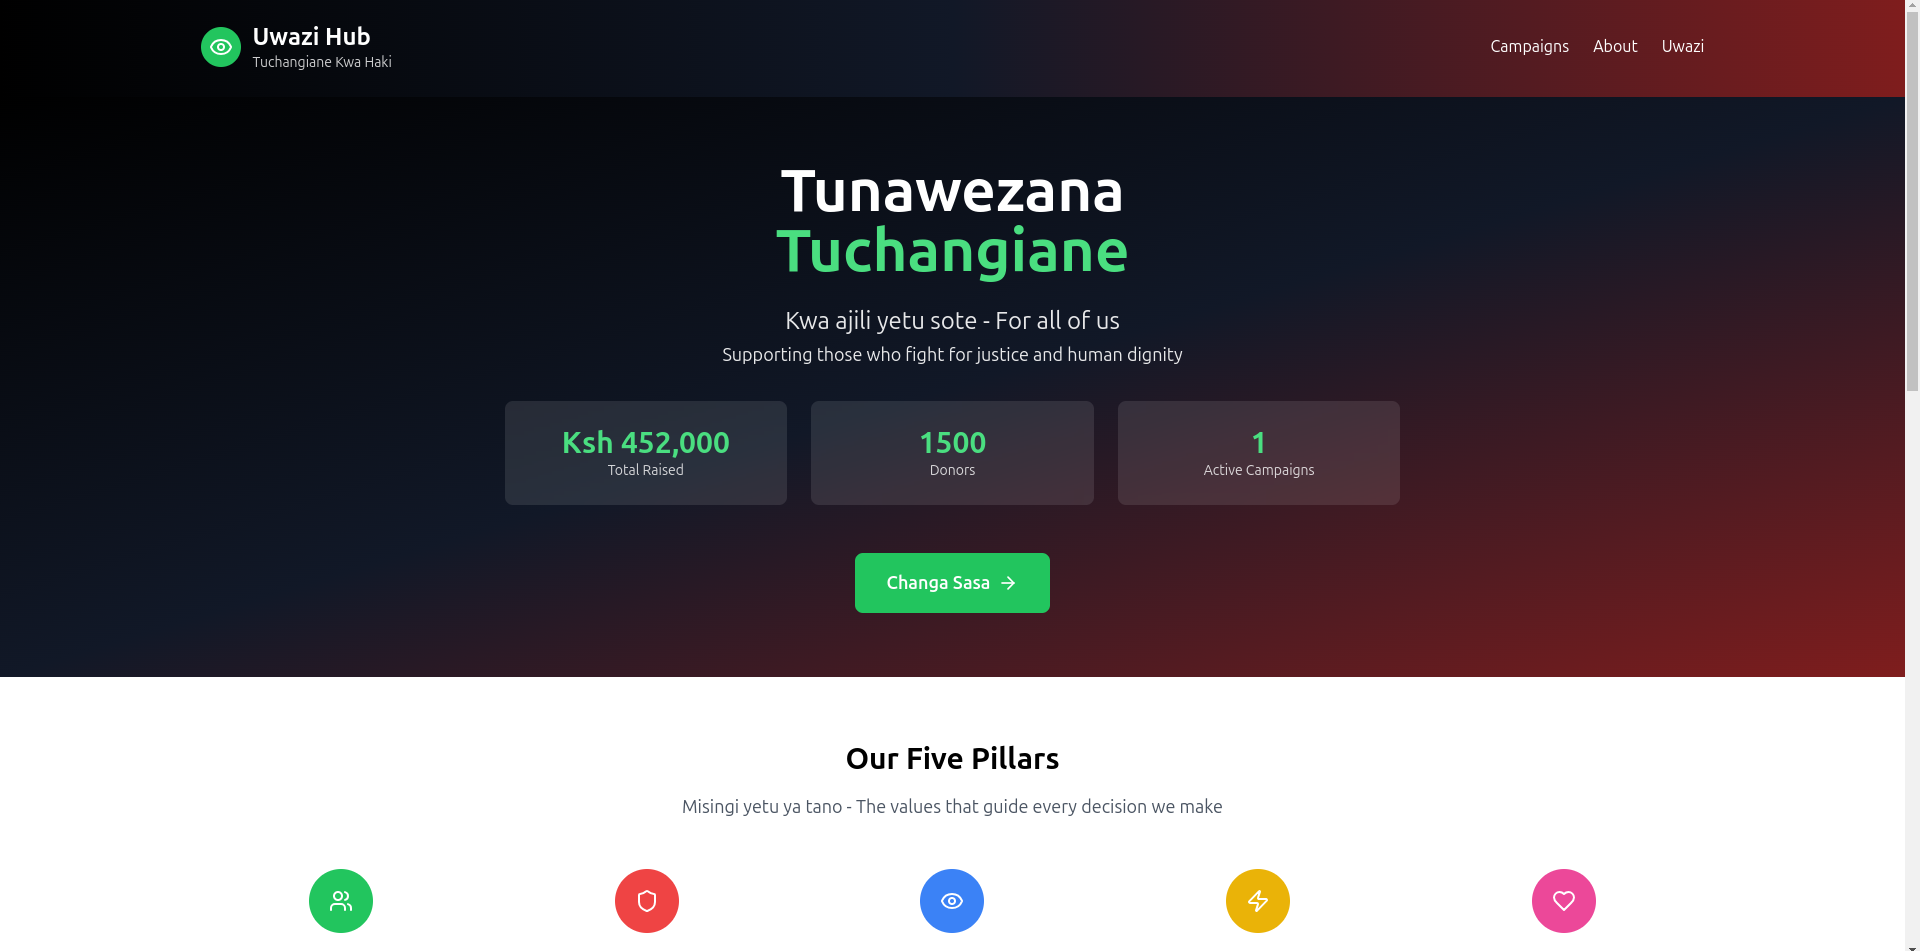 Uwazi Hub
Tuchangiane Kwa Haki
Campaigns About Uwazi
Tunawezana
Tuchangiane
Kwa ajili yetu sote - For all of us
Supporting those who fight for justice and human dignity
Ksh 452,000
Total Raised
1500
Donors
1
Active Campaigns
Changa Sasa
Our Five Pillars
Misingi yetu ya tano - The values that guide every decision we make